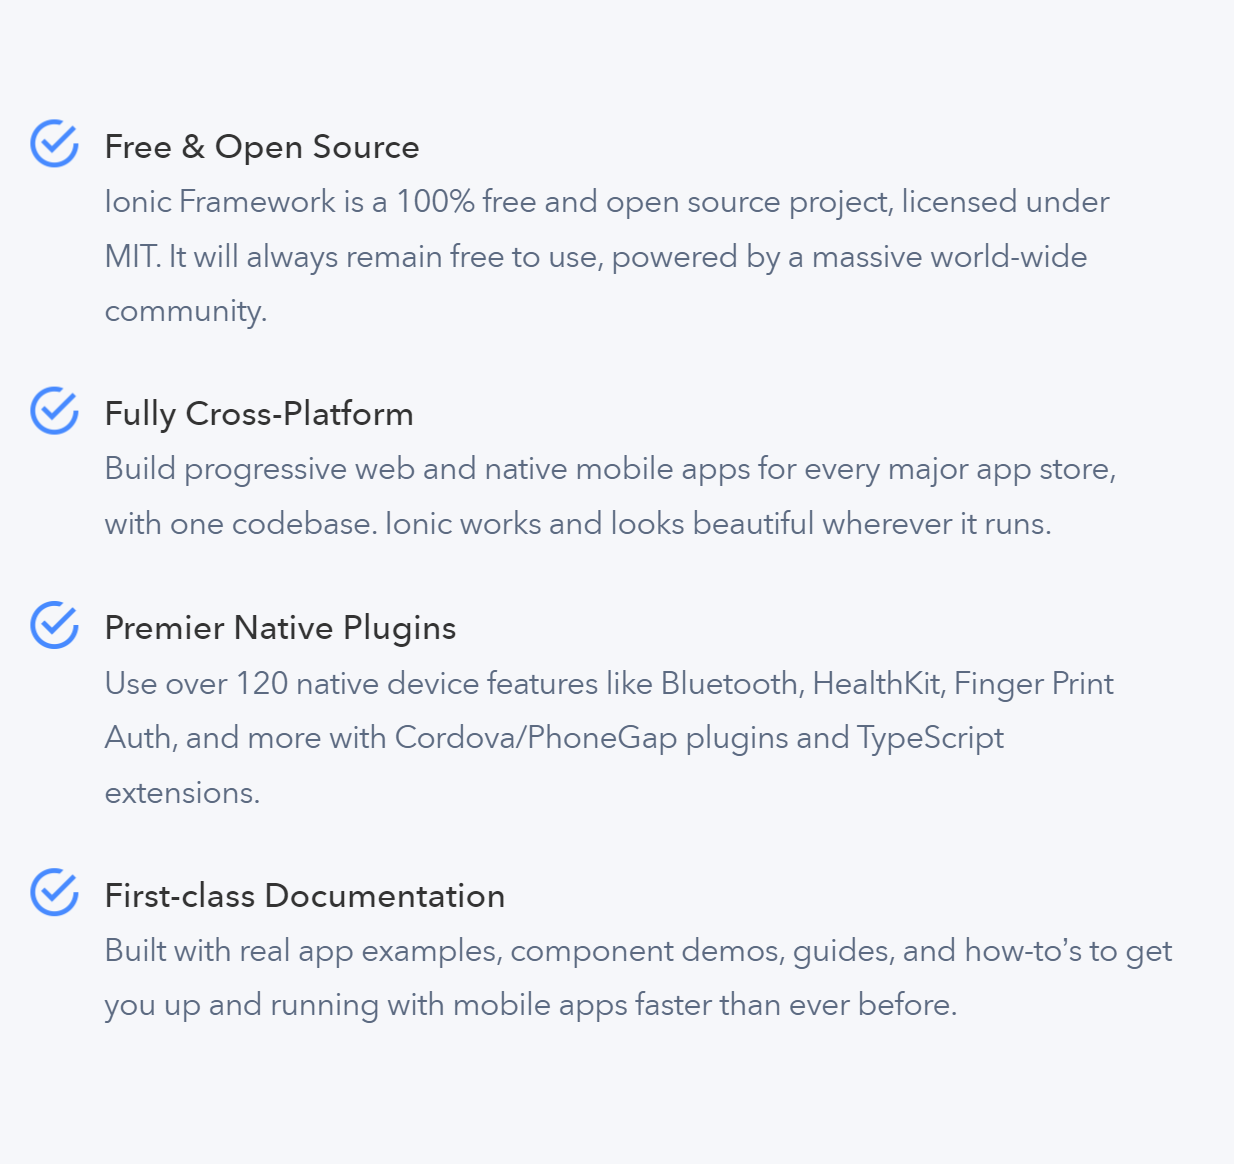 Free & Open Source
Ionic Framework is a 100% free and open source project, licensed under
MIT. It will always remain free to use, powered by a massive world-wide
community.
Fully Cross-Platform
Build progressive web and native mobile apps for every major app store,
with one codebase. Ionic works and looks beautiful wherever it runs.
Premier Native Plugins
Use over 120 native device features like Bluetooth, HealthKit, Finger Print
Auth, and more with Cordova/PhoneGap plugins and TypeScript
extensions.
First-class Documentation
Built with real app examples, component demos, guides, and how-to’s to get
you up and running with mobile apps faster than ever before.